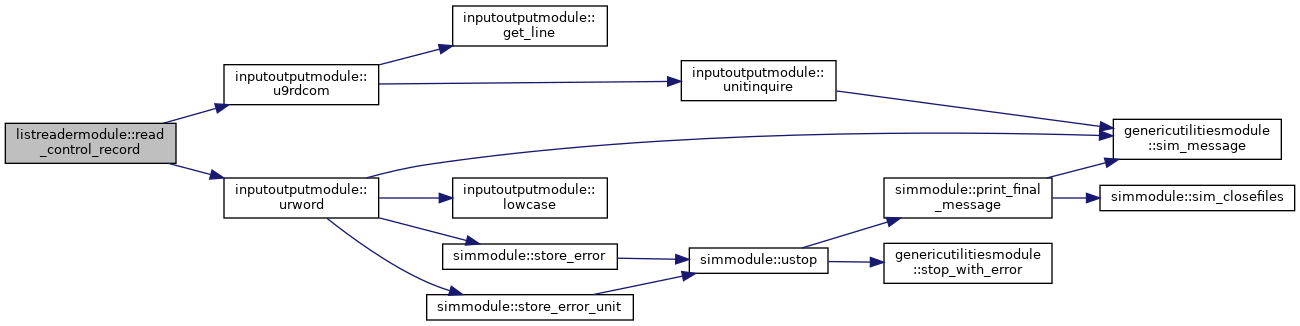 listreadermodule::read
_control_record
inputoutputmodule::
u9rdcom
inputoutputmodule::
get_line
inputoutputmodule::
unitinquire
genericutilitiesmodule
::sim_message
inputoutputmodule::
urword
inputoutputmodule::
lowcase
simmodule::store_error
simmodule::store_error_unit
simmodule::ustop
simmodule::print_final
_message
simmodule::sim_closefiles
genericutilitiesmodule
::stop_with_error